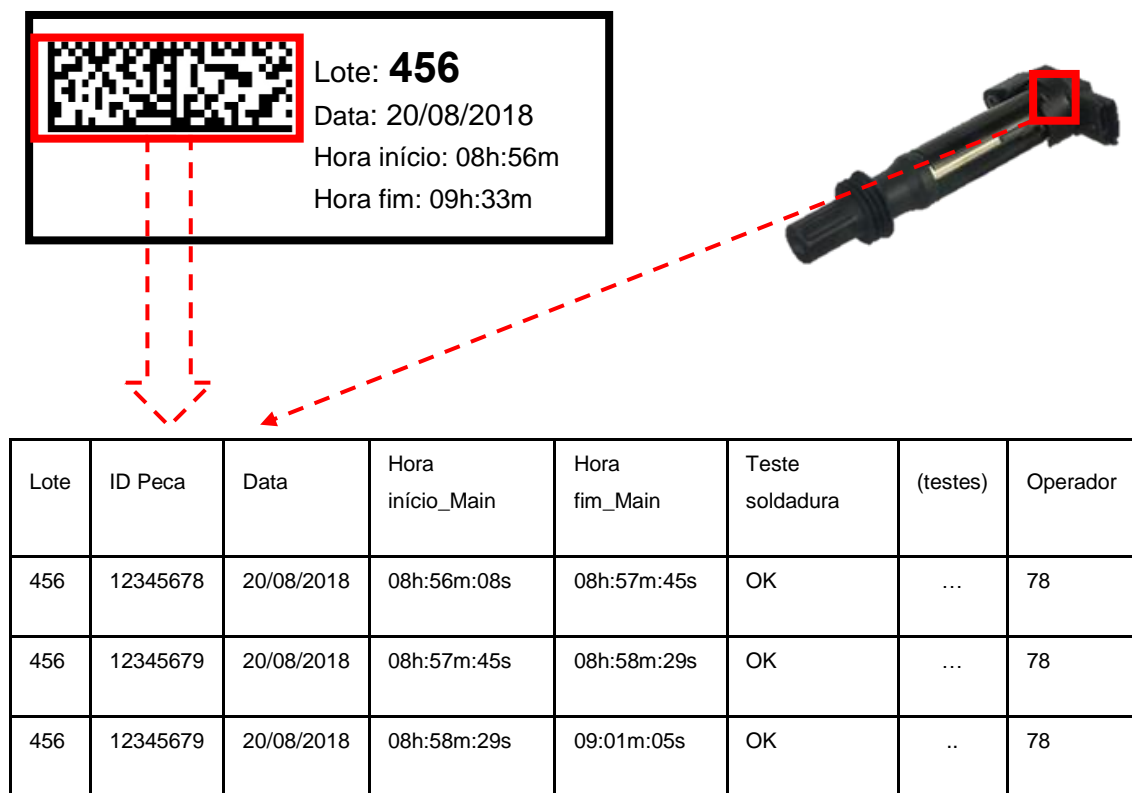 Lote: 456
Data: 20/08/2018
Hora início: 08h:56m
Hora fim: 09h:33m
Lote ID Peca Data Hora início_Main Hora fim_Main Teste soldadura (testes) Operador
456 12345678 20/08/2018 08h:56m:08s 08h:57m:45s OK … 78
456 12345679 20/08/2018 08h:57m:45s 08h:58m:29s OK … 78
456 12345679 20/08/2018 08h:58m:29s 09:01m:05s OK .. 78